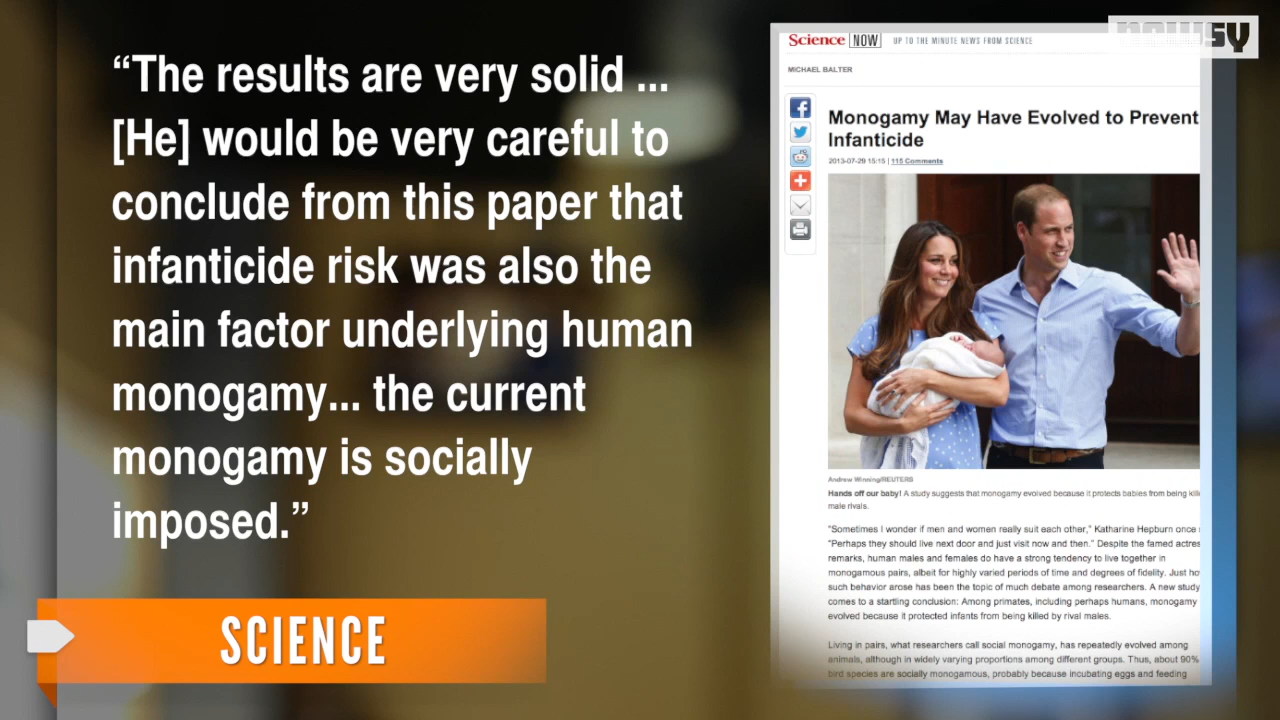 “The results are very solid ...
[He] would be very careful to
conclude from this paper that
infanticide risk was also the
main factor underlying human
monogamy... the current
monogamy is socially
imposed.”
SCIENCE
newsy
Science NOW UP TO THE MINUTE NEWS FROM SCIENCE
MICHAEL BALTER
Monogamy May Have Evolved to Prevent
Infanticide
2013-07-29 15:15 | 115 Comments
Andrew Winning/REUTERS
Hands off our baby! A study suggests that monogamy evolved because it protects babies from being
male rivals.
"Sometimes I wonder if men and women really suit each other," Katharine Hepburn once
"Perhaps they should live next door and just visit now and then." Despite the famed
remarks, human males and females do have a strong tendency to live together in
monogamous pairs, albeit for highly varied periods of time and degrees of fidelity. Just
such behavior arose has been the topic of much debate among researchers. A new study
comes to a startling conclusion: Among primates, including perhaps humans, monogamy
evolved because it protected infants from being killed by rival males.
Living in pairs, what researchers call social monogamy, has repeatedly evolved among
animals, although in widely varying proportions among different groups. Thus, about 90%
bird species are socially monogamous, probably because incubating eggs and feeding